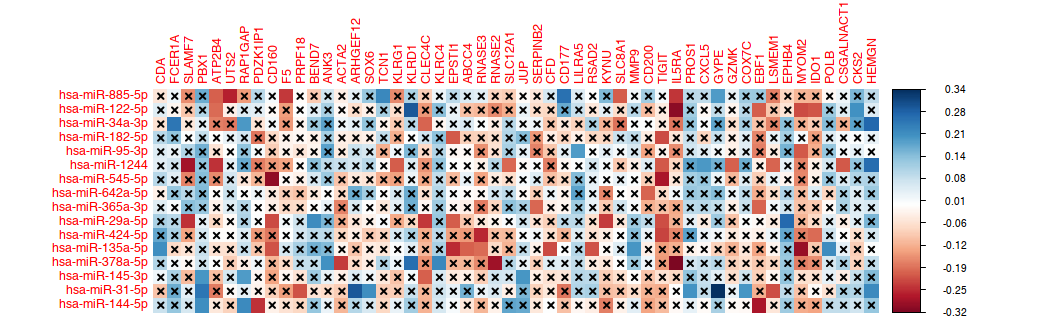 CDA
FCER1A
SLAMF7
PBX1
ATP2B4
UTS2
RAP1GAP
PDZK1IP1
CD160
F5
PRPF18
BEND7
ANK3
ACTA2
ARHGEF12
SOX6
TCN1
KLRG1
KLRD1
CLEC4C
KLRC4
EPSTI1
ABCC4
RNASE3
RNASE2
SLC12A1
JUP
SERPINB2
CFD
CD177
LILRA5
RSAD2
KYNU
SLC8A1
MMP9
CD200
TIGIT
IL5RA
PROS1
CXCL5
GYPE
GZMK
COX7C
EBF1
LSMEM1
EPHB4
MYOM2
IDO1
POLB
CSGALNACT1
CKS2
HEMGN
hsa-miR-885-5p
hsa-miR-122-5p
hsa-miR-34a-3p
hsa-miR-182-5p
hsa-miR-95-3p
hsa-miR-1244
hsa-miR-545-5p
hsa-miR-642a-5p
hsa-miR-365a-3p
hsa-miR-29a-5p
hsa-miR-424-5p
hsa-miR-135a-5p
hsa-miR-378a-5p
hsa-miR-145-3p
hsa-miR-31-5p
hsa-miR-144-5p
0.34
0.28
0.21
0.14
0.08
0.01
-0.06
-0.12
-0.19
-0.25
-0.32